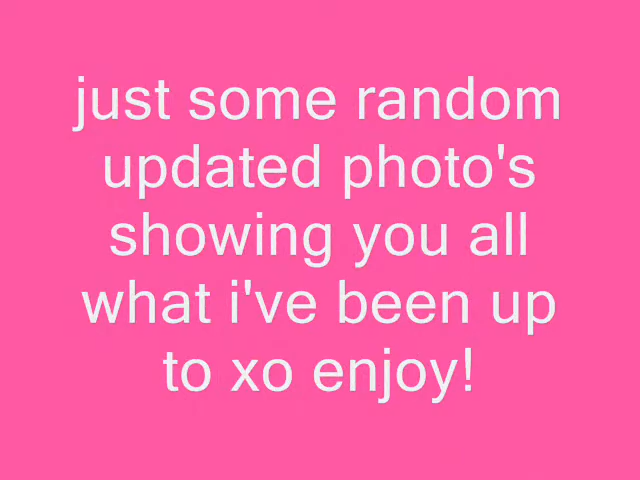 just some random
updated photo's
showing you all
what i've been up
to xo enjoy!